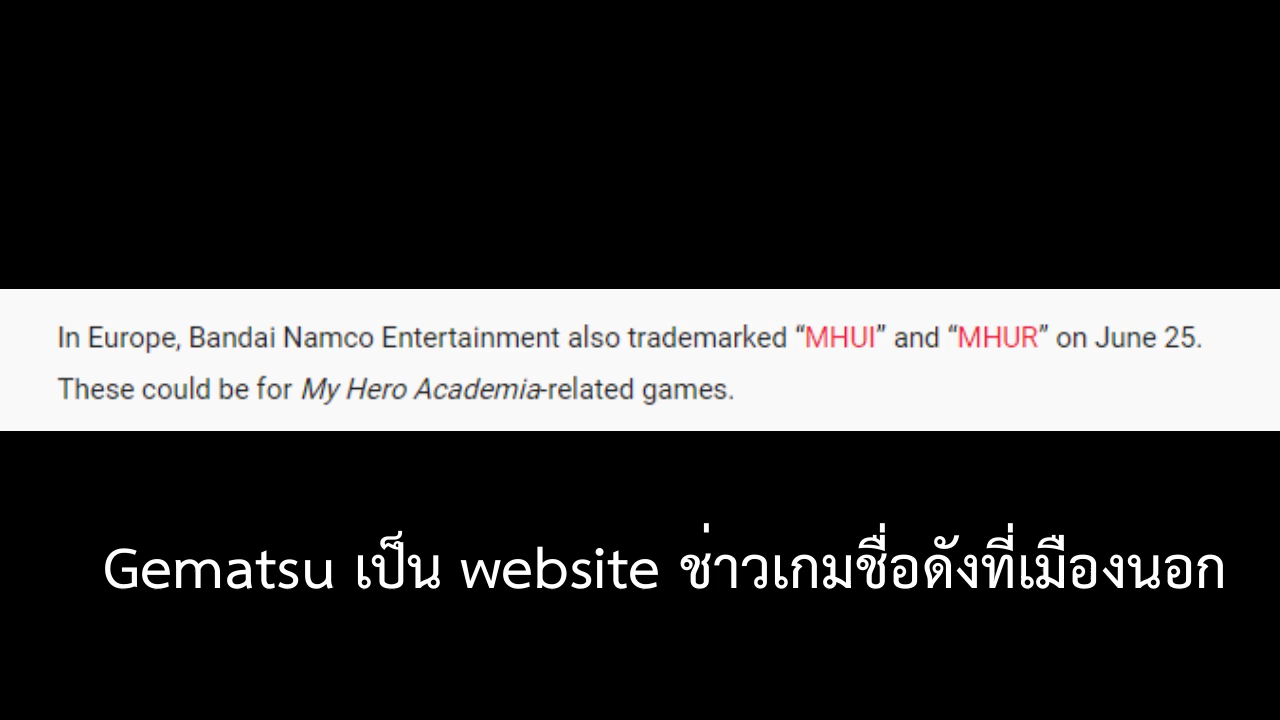 In Europe, Bandai Namco Entertainment also trademarked “MHUI” and “MHUR” on June 25.
These could be for My Hero Academia-related games.
Gematsu เป็น website ช่าวเกมชื่อดังที่เมืองนอก